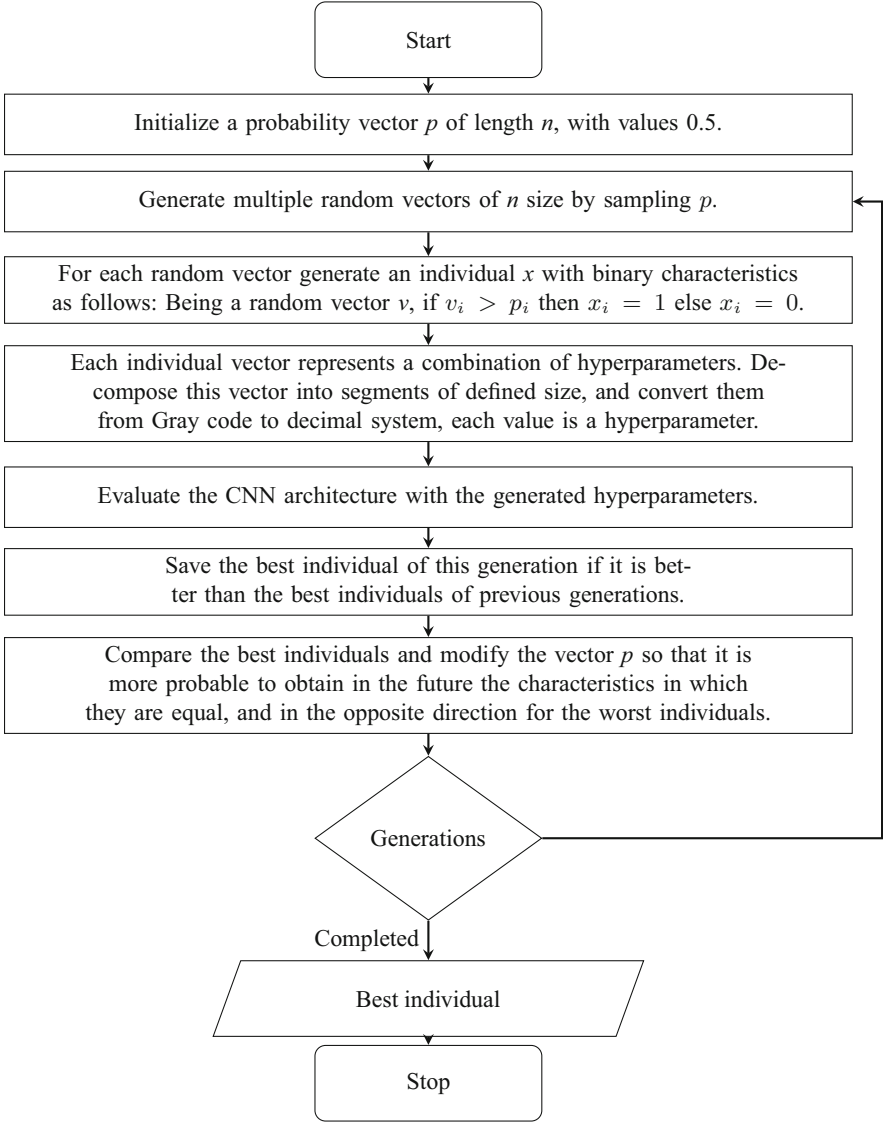 Start
Initialize a probability vector p of length n, with values 0.5.
Generate multiple random vectors of n size by sampling p.
For each random vector generate an individual x with binary characteristics
as follows: Being a random vector v, if v_i > p_i then x_i = 1 else x_i = 0.
Each individual vector represents a combination of hyperparameters. De-
compose this vector into segments of defined size, and convert them
from Gray code to decimal system, each value is a hyperparameter.
Evaluate the CNN architecture with the generated hyperparameters.
Save the best individual of this generation if it is bet-
ter than the best individuals of previous generations.
Compare the best individuals and modify the vector p so that it is
more probable to obtain in the future the characteristics in which
they are equal, and in the opposite direction for the worst individuals.
Generations
Completed
Best individual
Stop